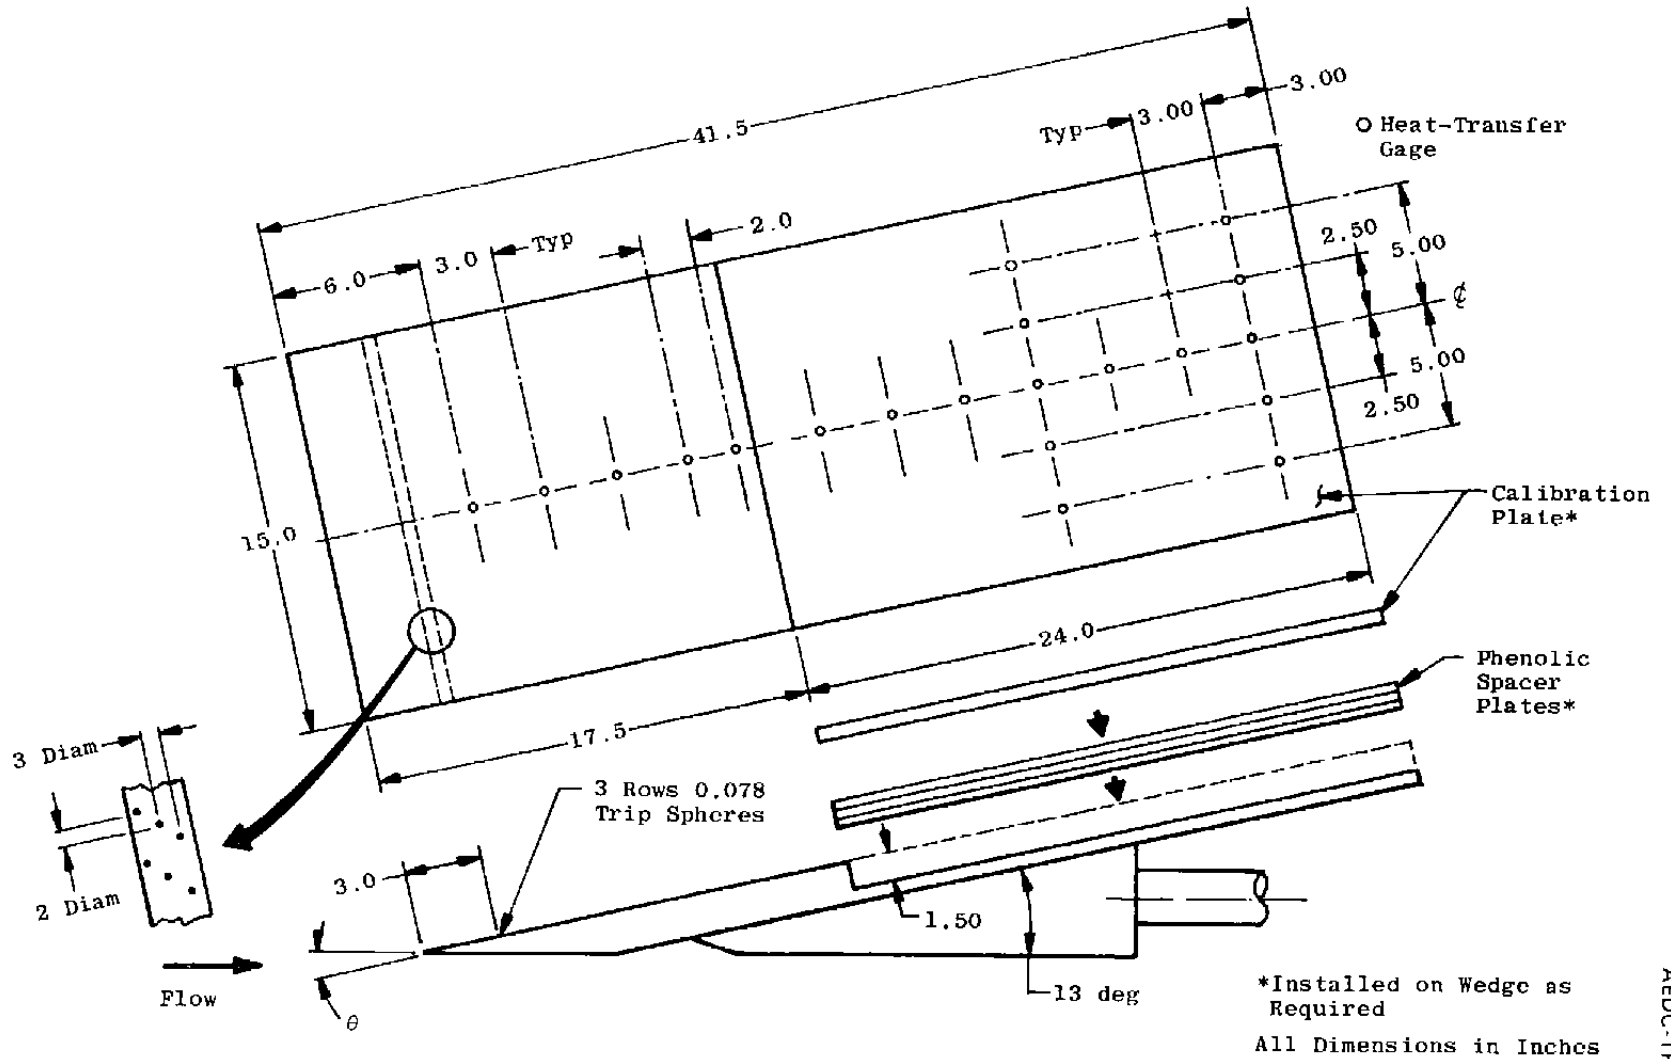 41.5
3.00
Typ
3.00
O Heat-Transfer
Gage
2.0
Typ
3.0
6.0
2.50
5.00
℄
5.00
2.50
15.0
Calibration
Plate*
24.0
Phenolic
Spacer
Plates*
17.5
3 Diam
3 Rows 0.078
Trip Spheres
2 Diam
3.0
1.50
Flow
θ
13 deg
*Installed on Wedge as
Required
All Dimensions in Inches